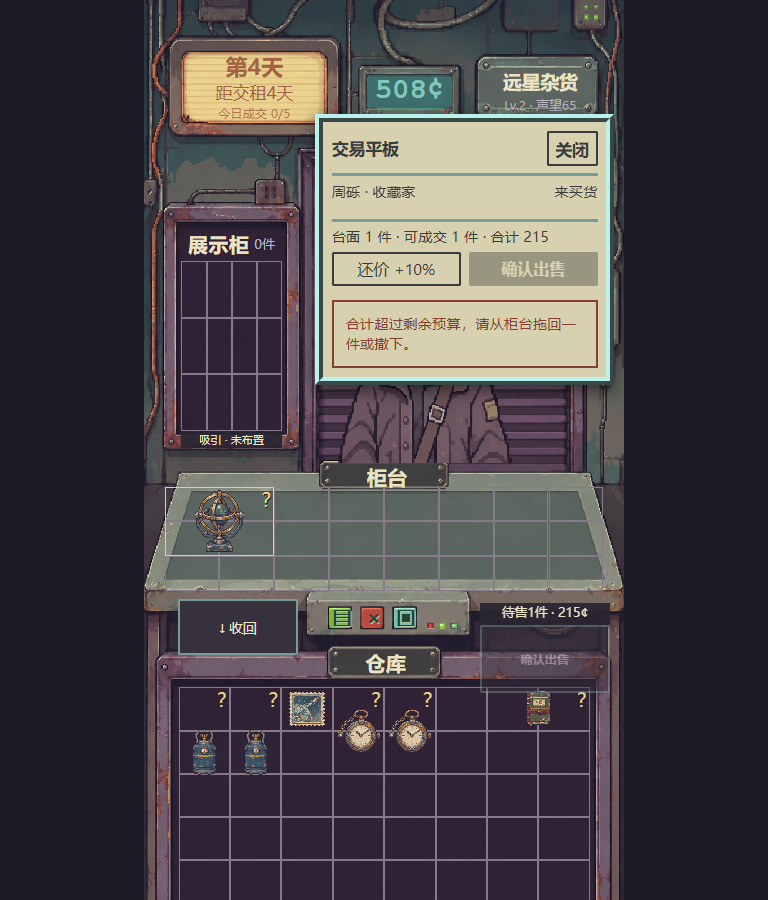 第4天
距交租4天
今日成交 0/5
508¢
远星杂货
Lv.2 · 声望65
交易平板
关闭
周砾 · 收藏家
来买货
台面 1 件 · 可成交 1 件 · 合计 215
还价 +10%
确认出售
合计超过剩余预算，请从柜台拖回一
件或撤下。
展示柜 0件
吸引 · 未布置
柜台
?
↓收回
待售1件 · 215¢
确认出售
仓库
? ? ? ? ?